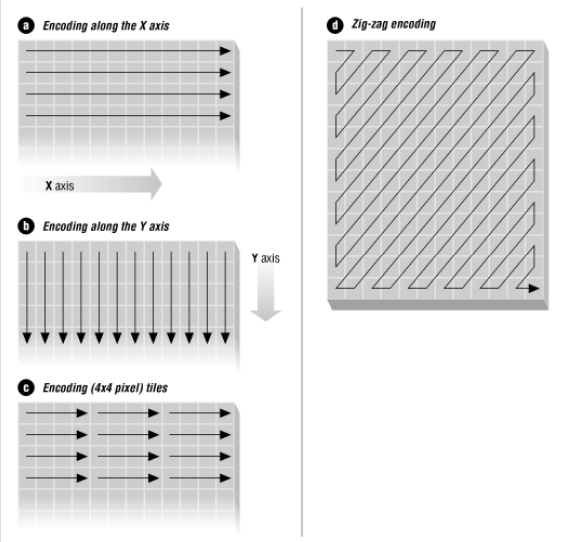 a Encoding along the X axis
X axis
b Encoding along the Y axis
Y axis
c Encoding (4x4 pixel) tiles
d Zig-zag encoding